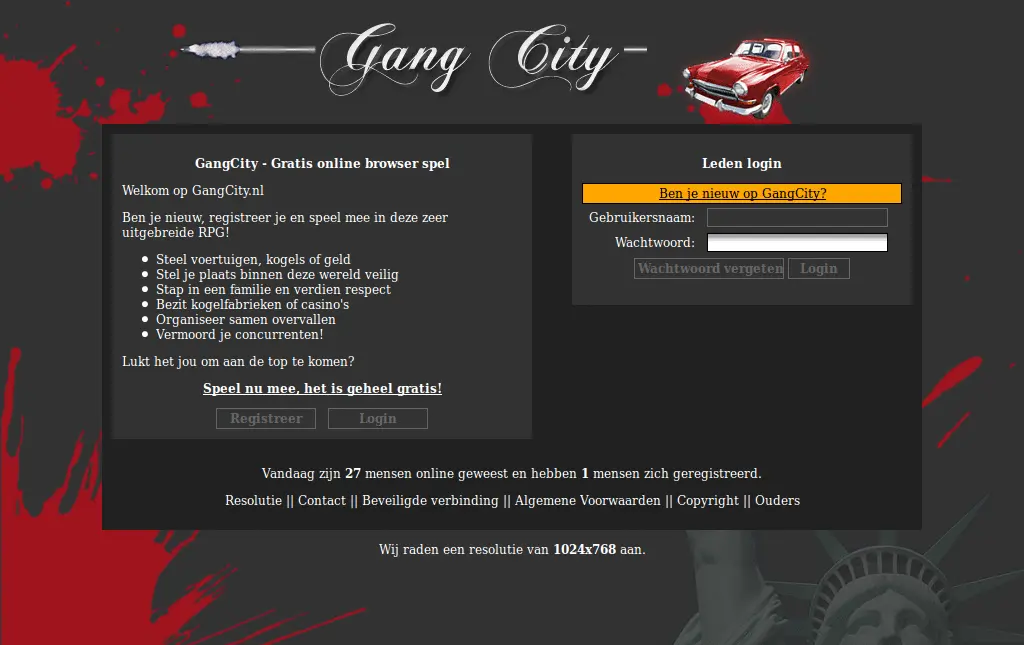 Gang City
GangCity - Gratis online browser spel
Welkom op GangCity.nl
Ben je nieuw, registreer je en speel mee in deze zeer
uitgebreide RPG!
Steel voertuigen, kogels of geld
Stel je plaats binnen deze wereld veilig
Stap in een familie en verdien respect
Bezit kogelfabrieken of casino's
Organiseer samen overvallen
Vermoord je concurrenten!
Lukt het jou om aan de top te komen?
Speel nu mee, het is geheel gratis!
Registreer Login
Leden login
Ben je nieuw op GangCity?
Gebruikersnaam:
Wachtwoord:
Wachtwoord vergeten Login
Vandaag zijn 27 mensen online geweest en hebben 1 mensen zich geregistreerd.
Resolutie || Contact || Beveiligde verbinding || Algemene Voorwaarden || Copyright || Ouders
Wij raden een resolutie van 1024x768 aan.